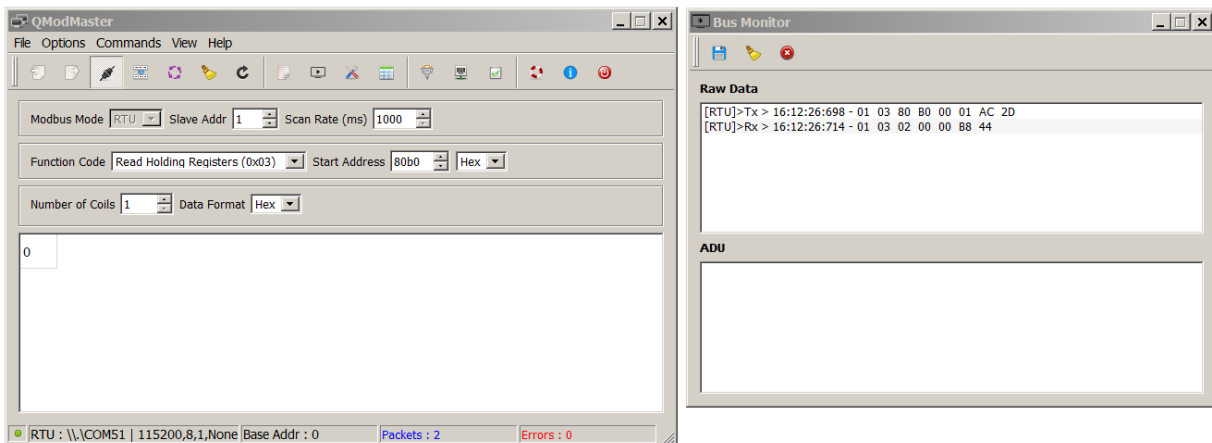 QModMaster
File Options Commands View Help
Modbus Mode RTU Slave Addr 1 Scan Rate (ms) 1000
Function Code Read Holding Registers (0x03) Start Address 80b0 Hex
Number of Coils 1 Data Format Hex
0
RTU : \\.\COM51 | 115200,8,1,None Base Addr : 0 Packets : 2 Errors : 0
Bus Monitor
Raw Data
[RTU]>Tx > 16:12:26:698 - 01 03 80 B0 00 01 AC 2D
[RTU]>Rx > 16:12:26:714 - 01 03 02 00 00 B8 44
ADU